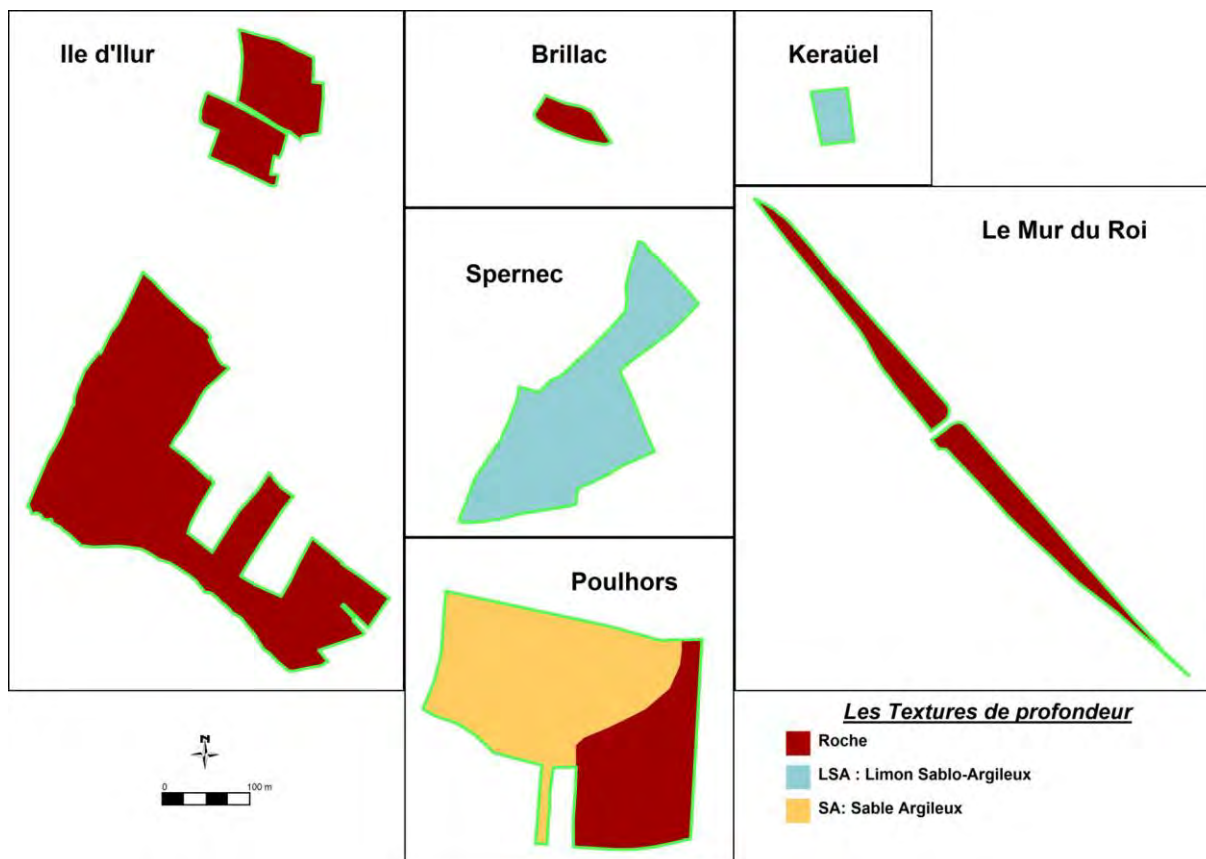 Ile d'Ilur
Brillac
Keraüel
Spernec
Le Mur du Roi
Poulhors
N
0 100 m
Les Textures de profondeur
Roche
LSA : Limon Sablo-Argileux
SA: Sable Argileux